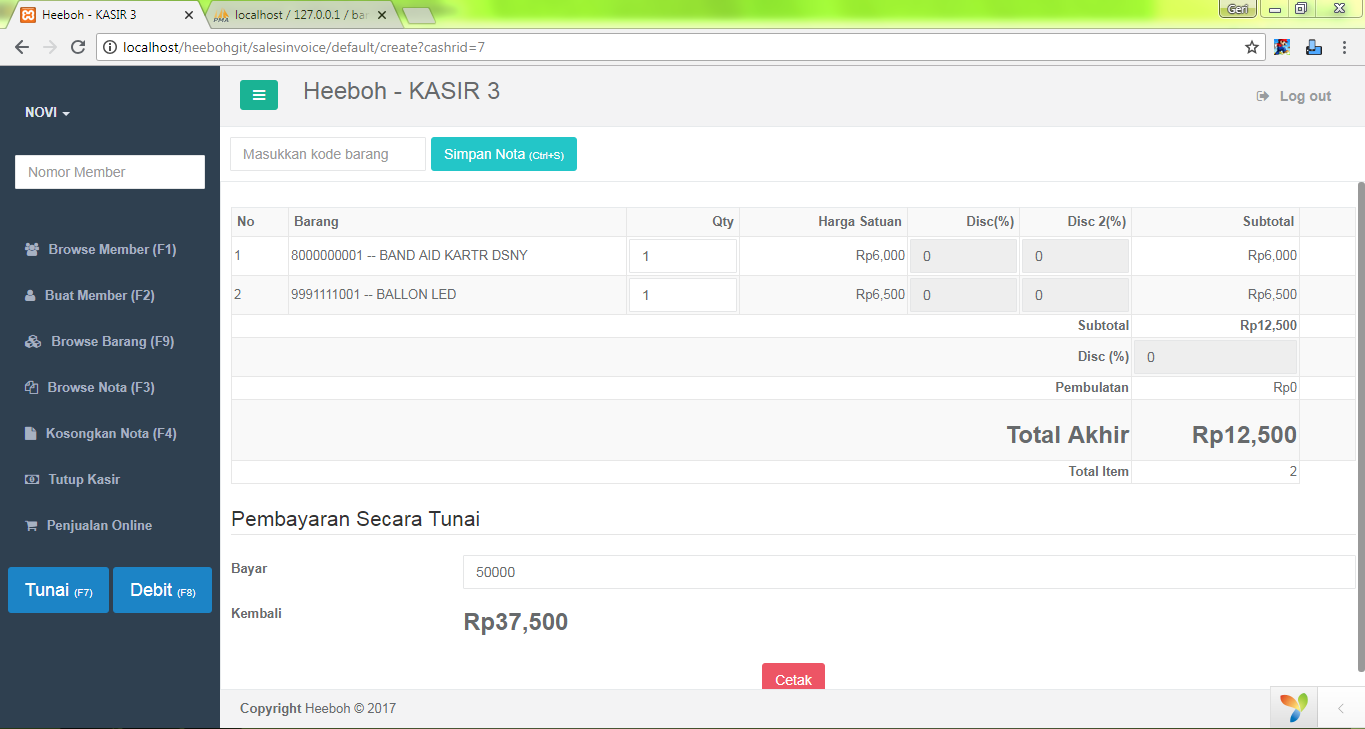 Heeboh - KASIR 3
localhost / 127.0.0.1 / bar
Geri
localhost/heebohgit/salesinvoice/default/create?cashrid=7
NOVI
Heeboh - KASIR 3
Log out
Nomor Member
Masukkan kode barang
Simpan Nota (Ctrl+S)
Browse Member (F1)
Buat Member (F2)
Browse Barang (F9)
Browse Nota (F3)
Kosongkan Nota (F4)
Tutup Kasir
Penjualan Online
Tunai (F7) Debit (F8)
No Barang Qty Harga Satuan Disc(%) Disc 2(%) Subtotal
1 8000000001 -- BAND AID KARTR DSNY 1 Rp6,000 0 0 Rp6,000
2 9991111001 -- BALLON LED 1 Rp6,500 0 0 Rp6,500
Subtotal Rp12,500
Disc (%) 0
Pembulatan Rp0
Total Akhir Rp12,500
Total Item 2
Pembayaran Secara Tunai
Bayar 50000
Kembali Rp37,500
Cetak
Copyright Heeboh © 2017